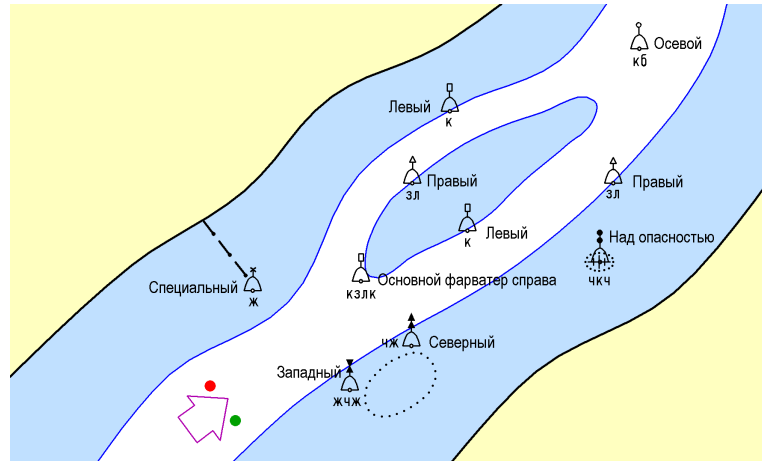 Осевой
кб
Левый
к
Правый
зл
Правый
зл
Левый
к
Над опасностью
чкч
Основной фарватер справа
кзлк
Специальный
ж
Северный
чж
Западный
жчж